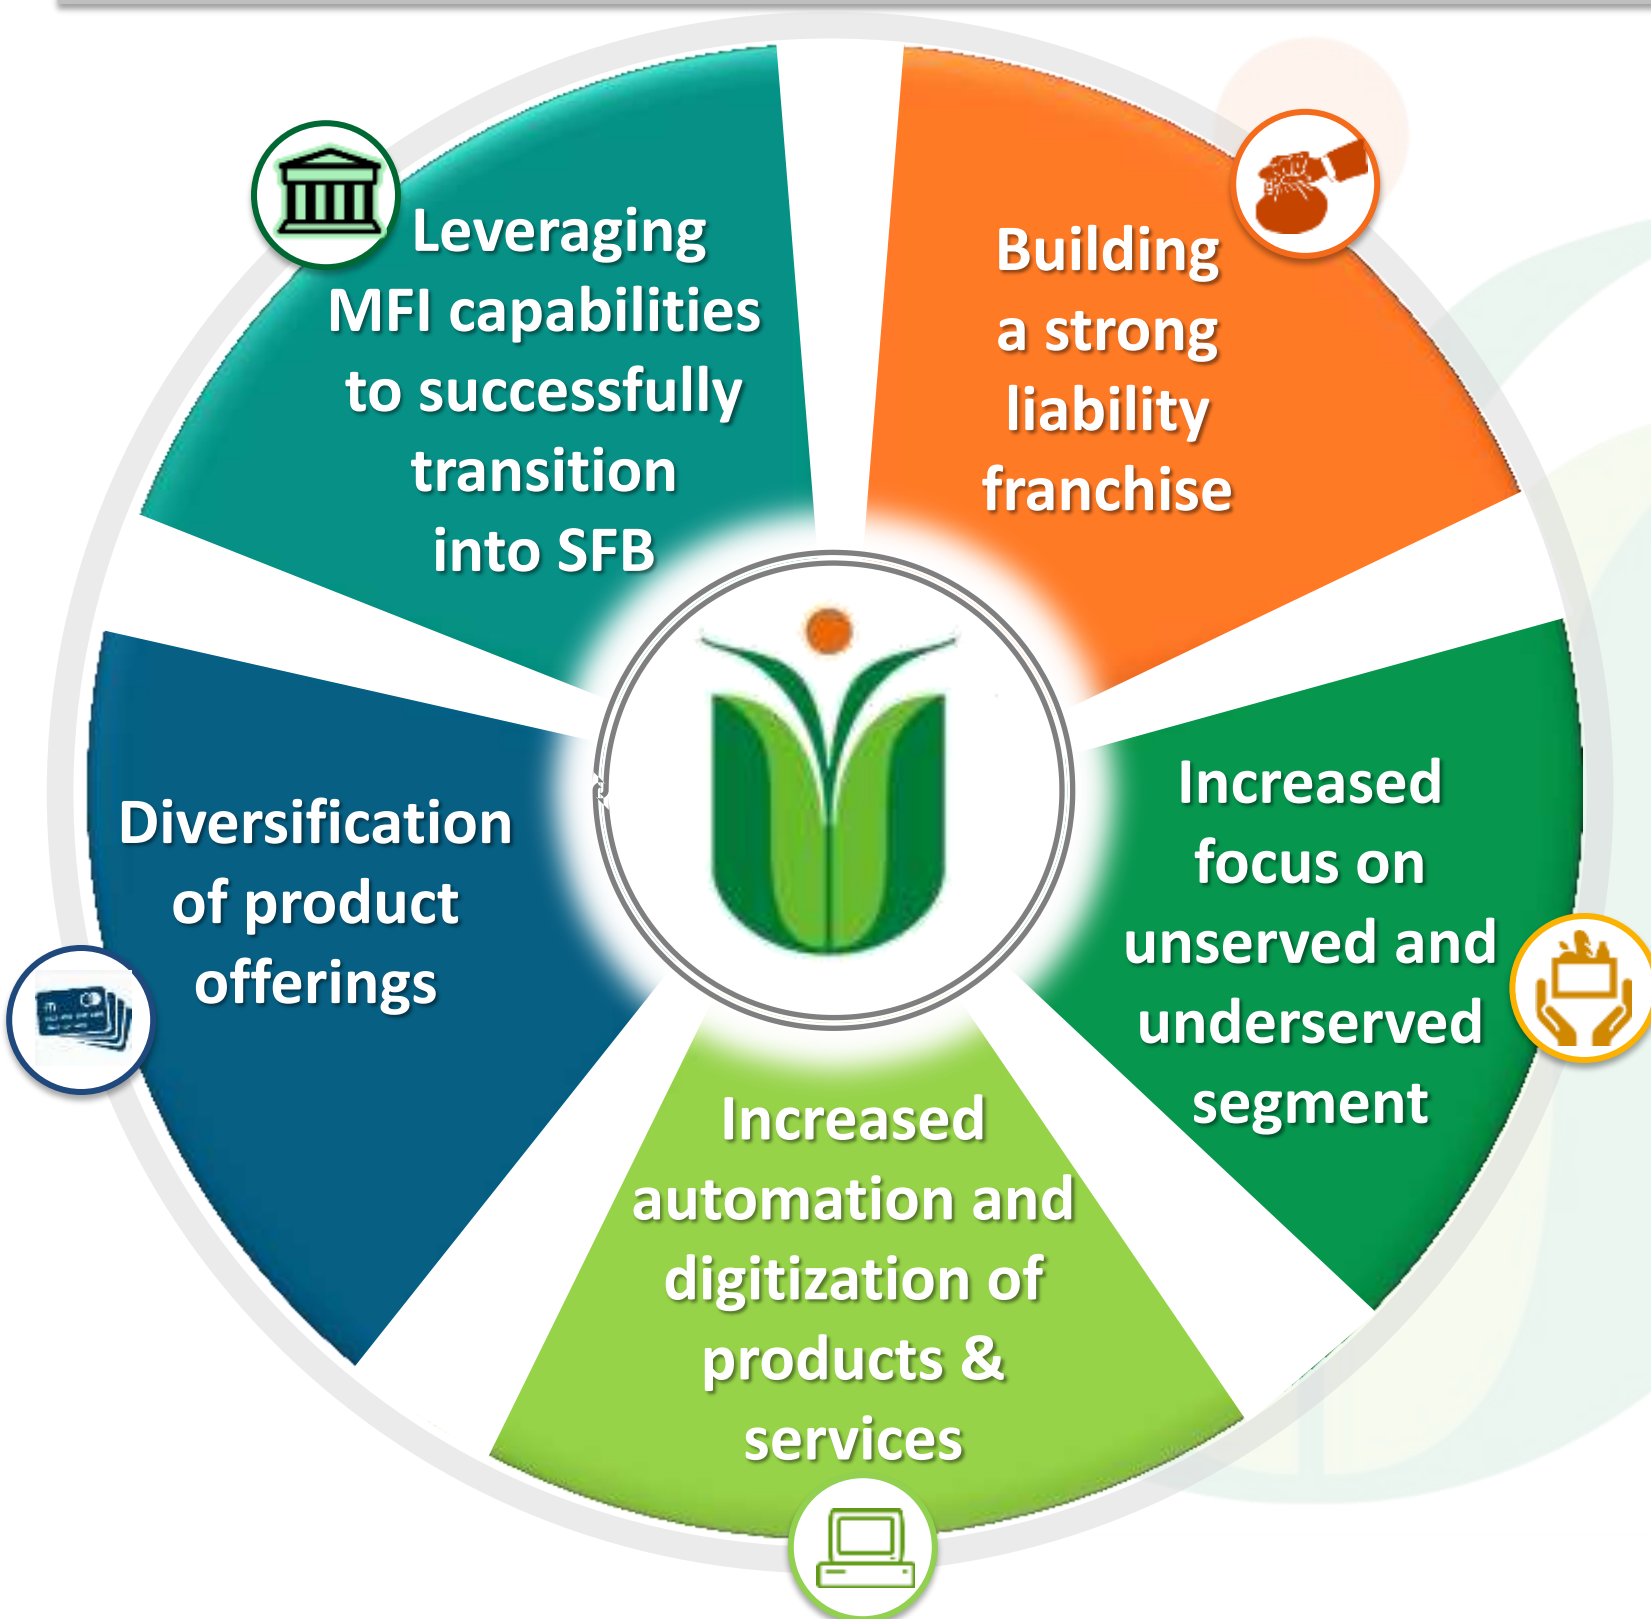 Leveraging
MFI capabilities
to successfully
transition
into SFB
Building
a strong
liability
franchise
Increased
focus on
unserved and
underserved
segment
Increased
automation and
digitization of
products &
services
Diversification
of product
offerings